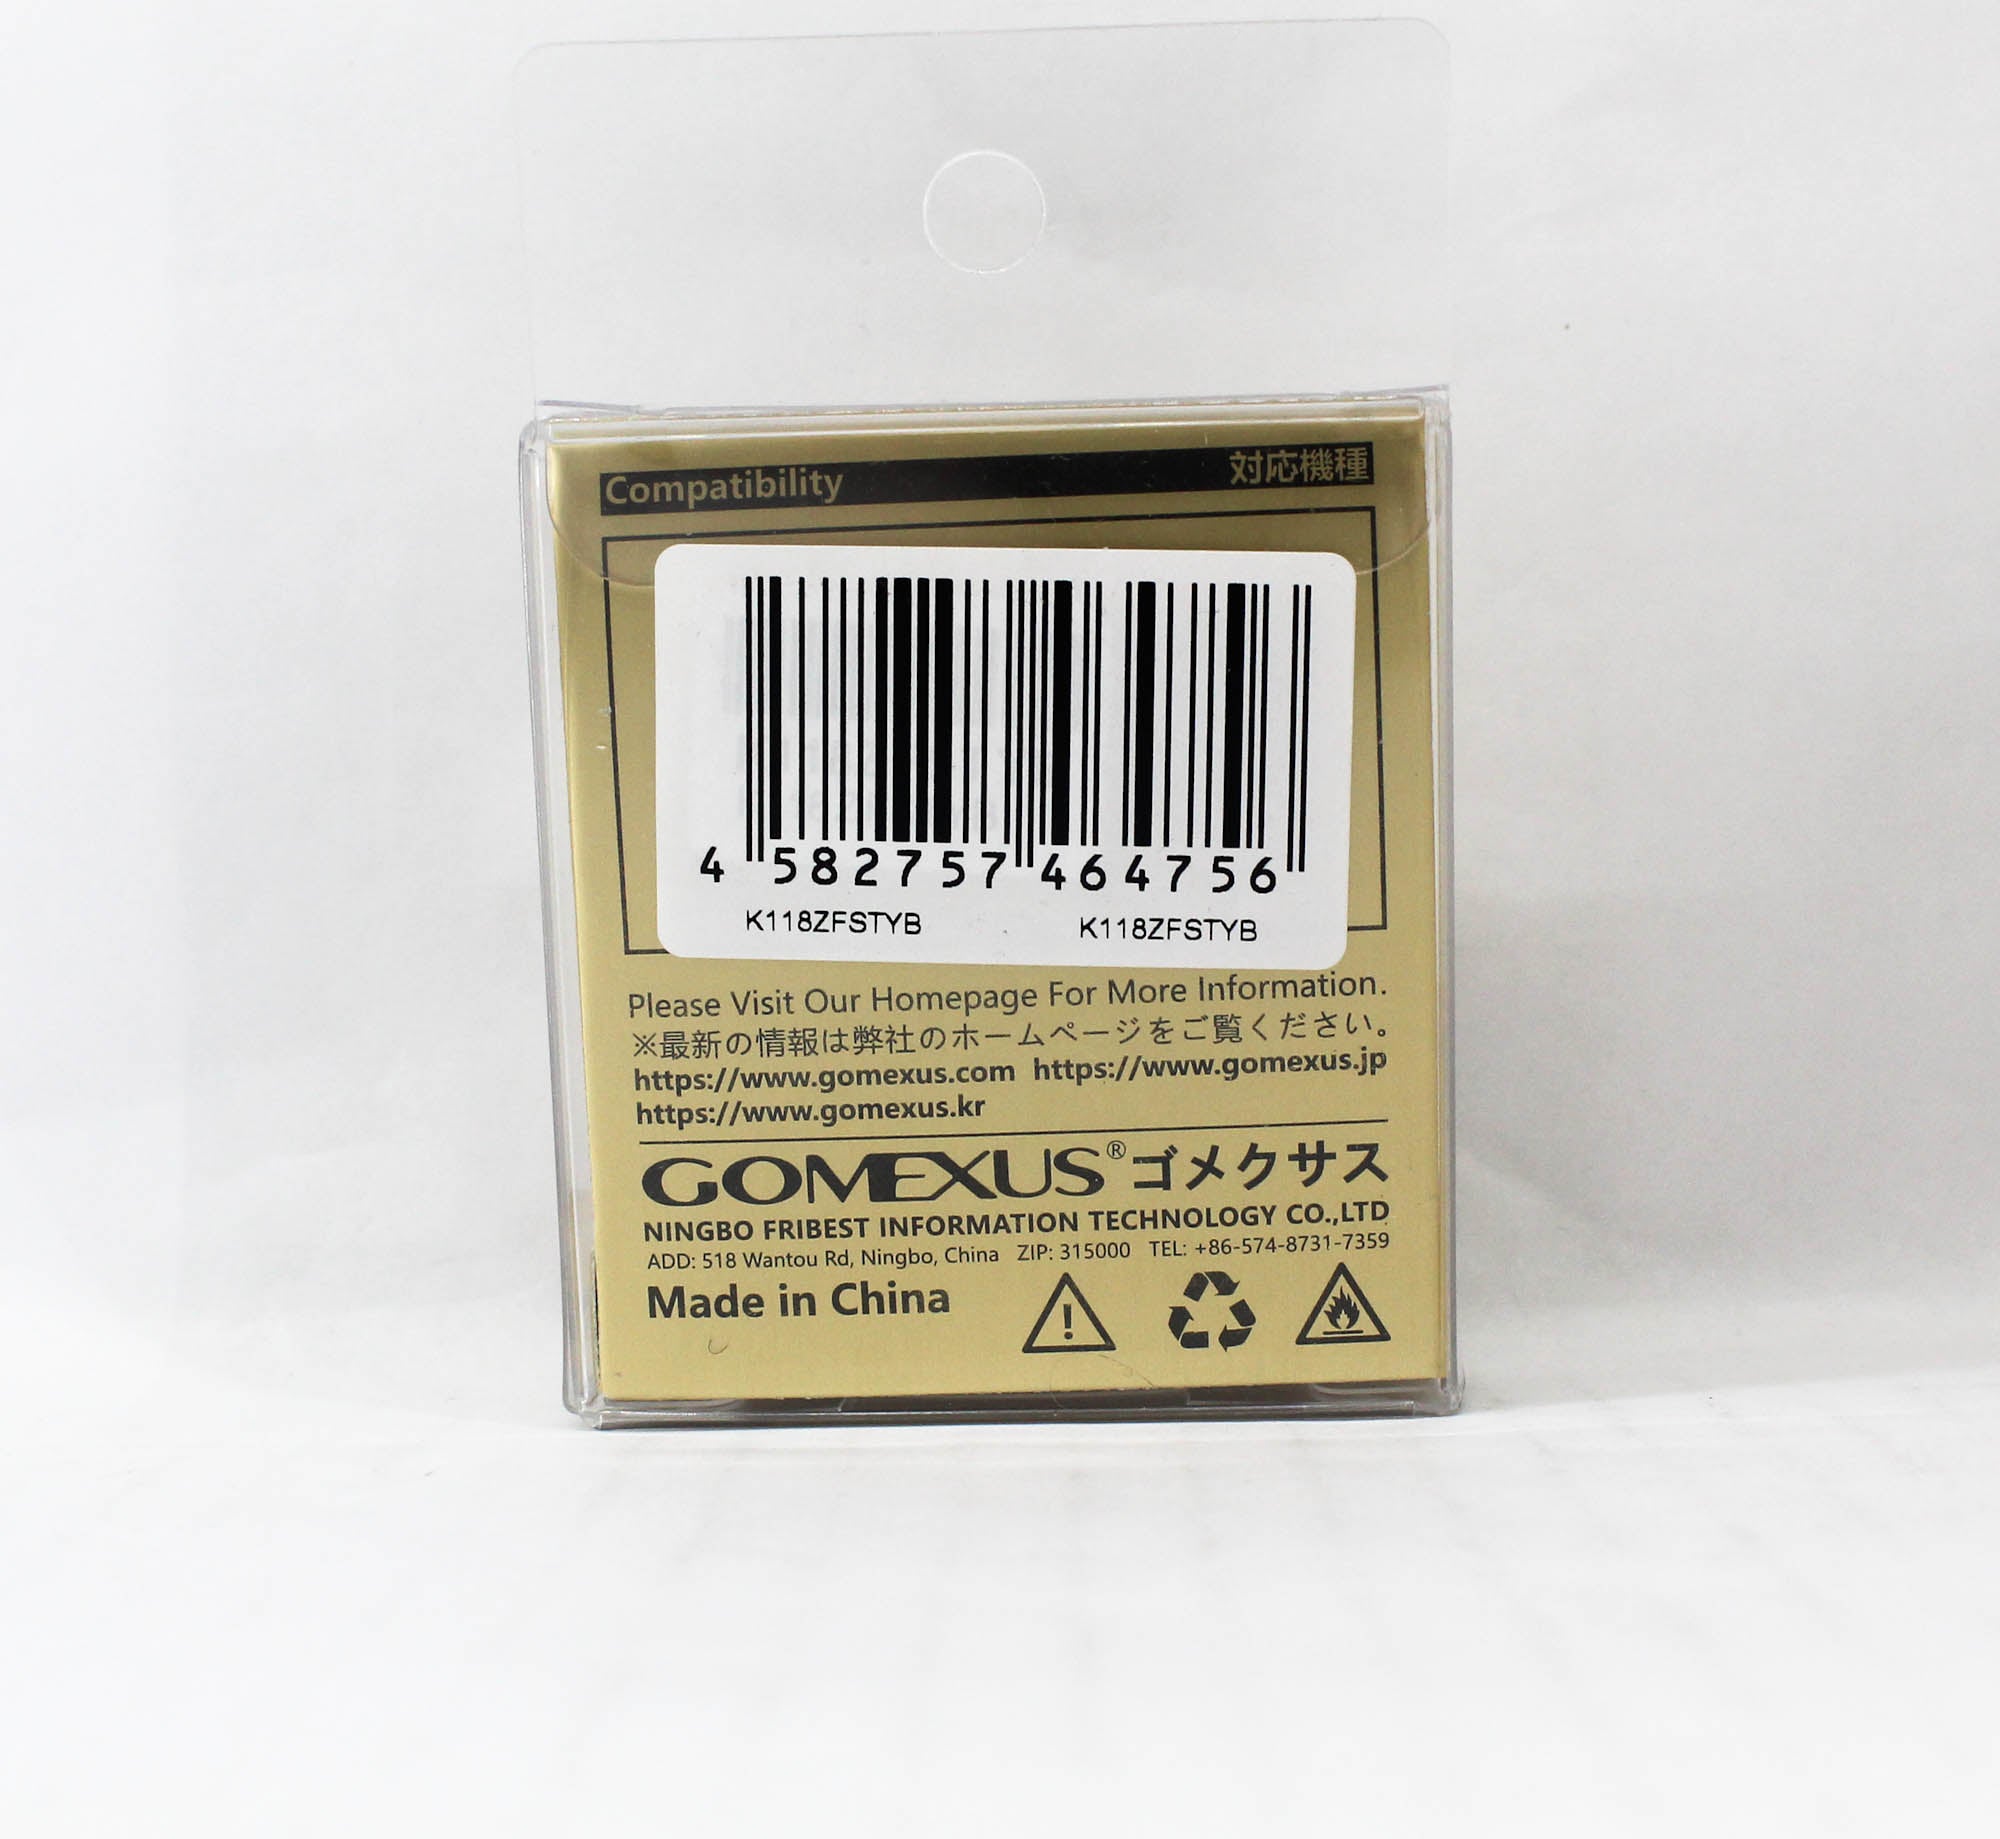 Compatibility 対応機種
4 582757 464756
K118ZFSTYB K118ZFSTYB
Please Visit Our Homepage For More Information.
※最新の情報は弊社のホームページをご覧ください。
https://www.gomexus.com https://www.gomexus.jp
https://www.gomexus.kr
GOMEXUS® ゴメクサス
NINGBO FRIBEST INFORMATION TECHNOLOGY CO.,LTD
ADD: 518 Wantou Rd, Ningbo, China ZIP: 315000 TEL: +86-574-8731-7359
Made in China